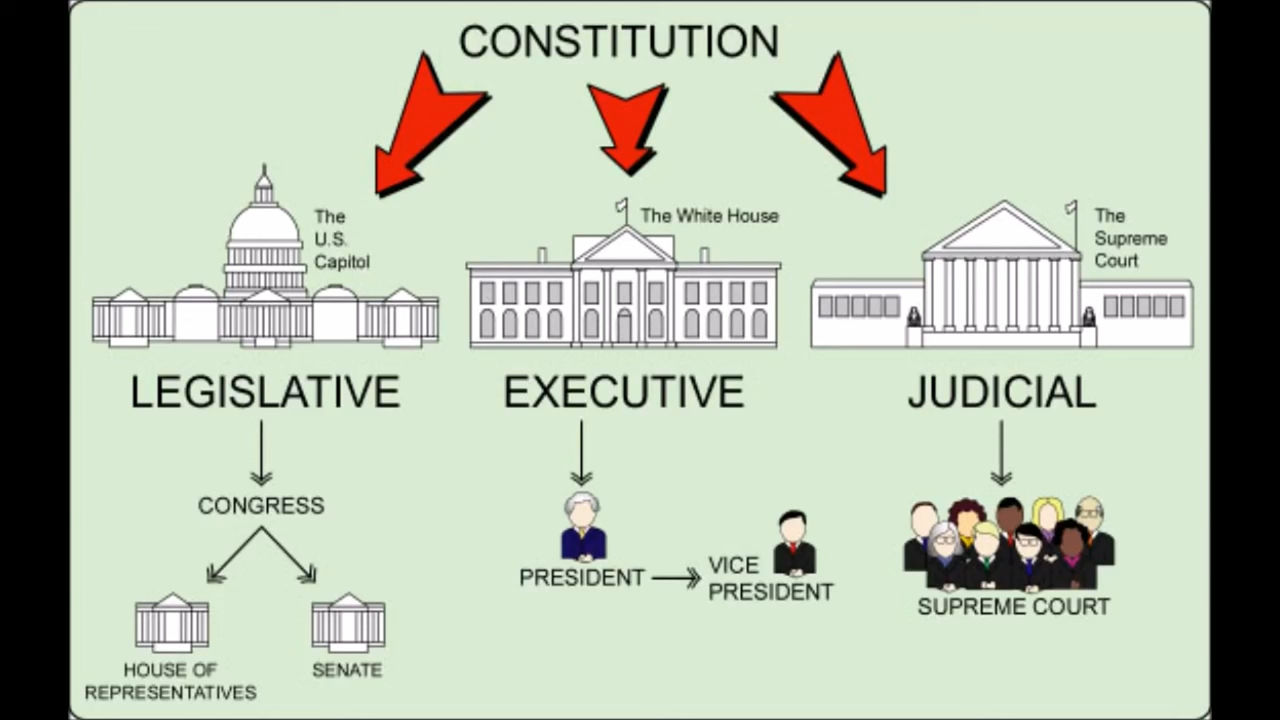 CONSTITUTION
The
U.S.
Capitol
The White House
The
Supreme
Court
LEGISLATIVE
EXECUTIVE
JUDICIAL
CONGRESS
HOUSE OF
REPRESENTATIVES
SENATE
PRESIDENT
VICE
PRESIDENT
SUPREME COURT